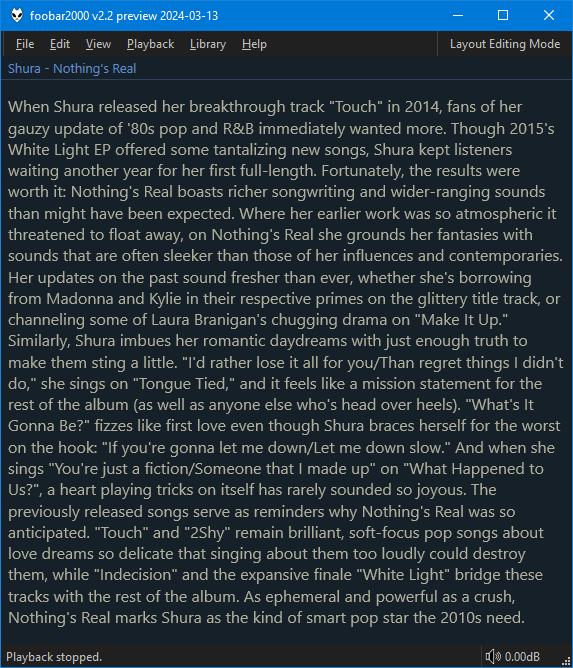 foobar2000 v2.2 preview 2024-03-13
File Edit View Playback Library Help Layout Editing Mode
Shura - Nothing's Real
When Shura released her breakthrough track "Touch" in 2014, fans of her
gauzy update of '80s pop and R&B immediately wanted more. Though 2015's
White Light EP offered some tantalizing new songs, Shura kept listeners
waiting another year for her first full-length. Fortunately, the results were
worth it: Nothing's Real boasts richer songwriting and wider-ranging sounds
than might have been expected. Where her earlier work was so atmospheric it
threatened to float away, on Nothing's Real she grounds her fantasies with
sounds that are often sleeker than those of her influences and contemporaries.
Her updates on the past sound fresher than ever, whether she's borrowing
from Madonna and Kylie in their respective primes on the glittery title track, or
channeling some of Laura Branigan's chugging drama on "Make It Up."
Similarly, Shura imbues her romantic daydreams with just enough truth to
make them sting a little. "I'd rather lose it all for you/Than regret things I didn't
do," she sings on "Tongue Tied," and it feels like a mission statement for the
rest of the album (as well as anyone else who's head over heels). "What's It
Gonna Be?" fizzes like first love even though Shura braces herself for the worst
on the hook: "If you're gonna let me down/Let me down slow." And when she
sings "You're just a fiction/Someone that I made up" on "What Happened to
Us?", a heart playing tricks on itself has rarely sounded so joyous. The
previously released songs serve as reminders why Nothing's Real was so
anticipated. "Touch" and "2Shy" remain brilliant, soft-focus pop songs about
love dreams so delicate that singing about them too loudly could destroy
them, while "Indecision" and the expansive finale "White Light" bridge these
tracks with the rest of the album. As ephemeral and powerful as a crush,
Nothing's Real marks Shura as the kind of smart pop star the 2010s need.
Playback stopped. 0.00dB